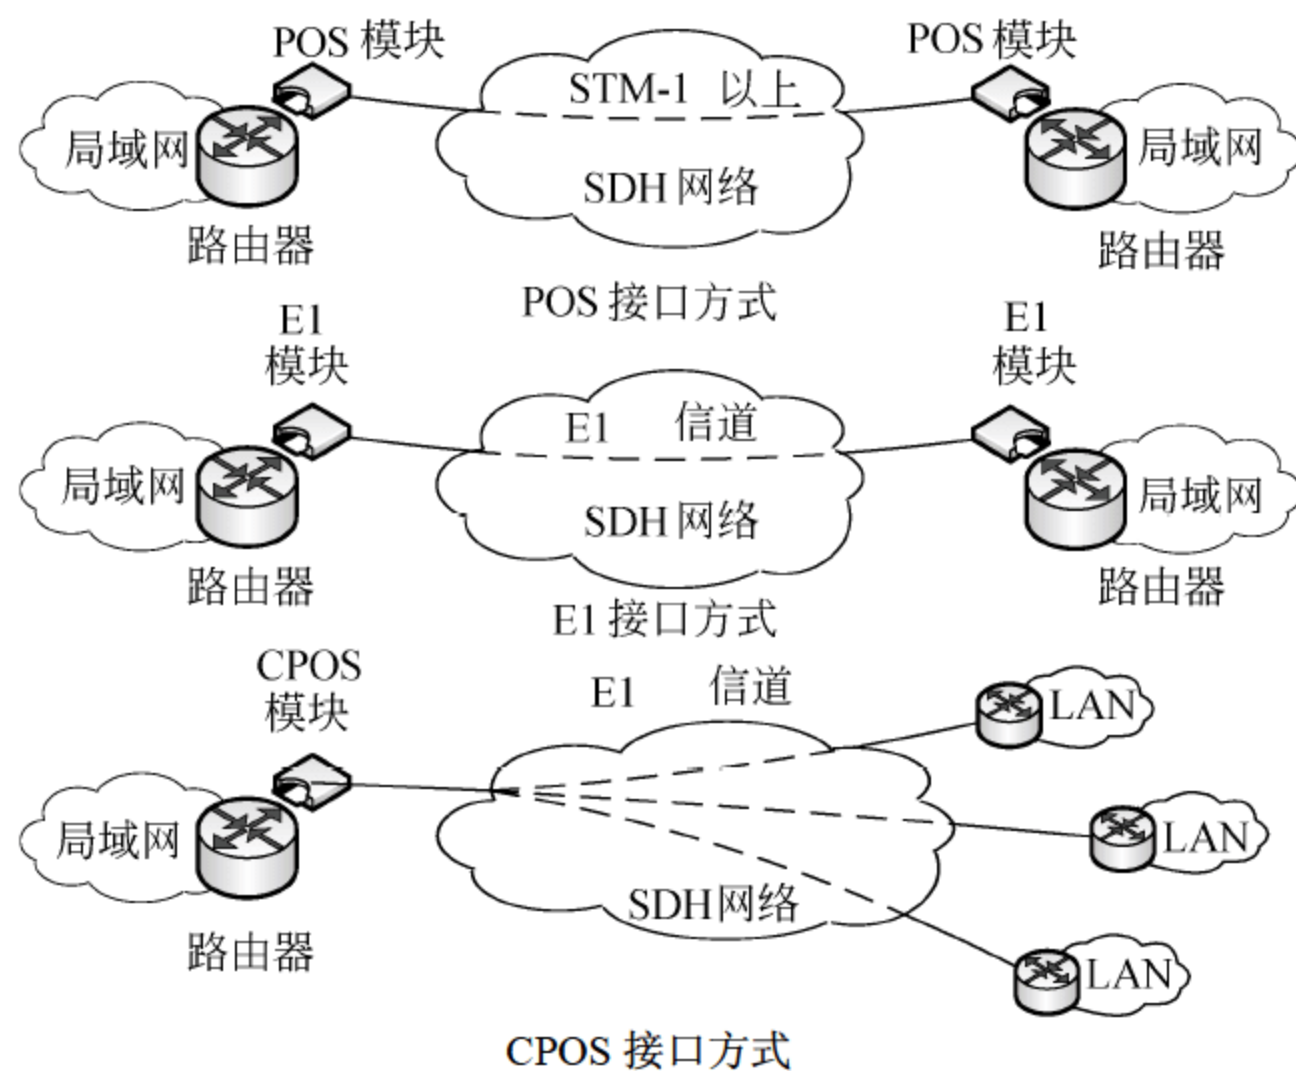 POS 模块
POS 模块
STM-1 以上
局域网
局域网
SDH 网络
路由器
路由器
POS 接口方式
E1
模块
E1
模块
E1 信道
局域网
局域网
SDH 网络
路由器
路由器
E1 接口方式
CPOS
模块
E1 信道
LAN
局域网
LAN
SDH网络
路由器
LAN
CPOS 接口方式